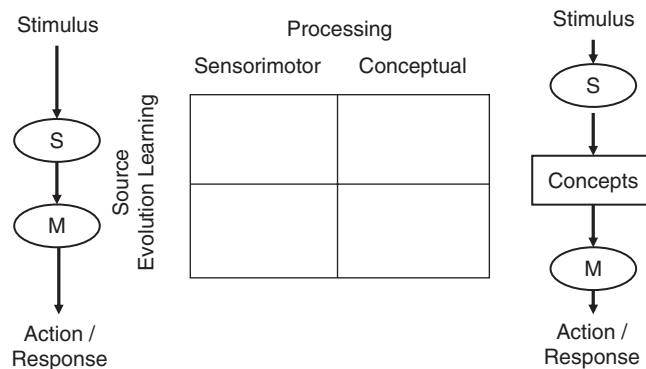 Stimulus
S
M
Action /
Response
Processing
Sensorimotor Conceptual
Source
Evolution Learning
Stimulus
S
Concepts
M
Action /
Response